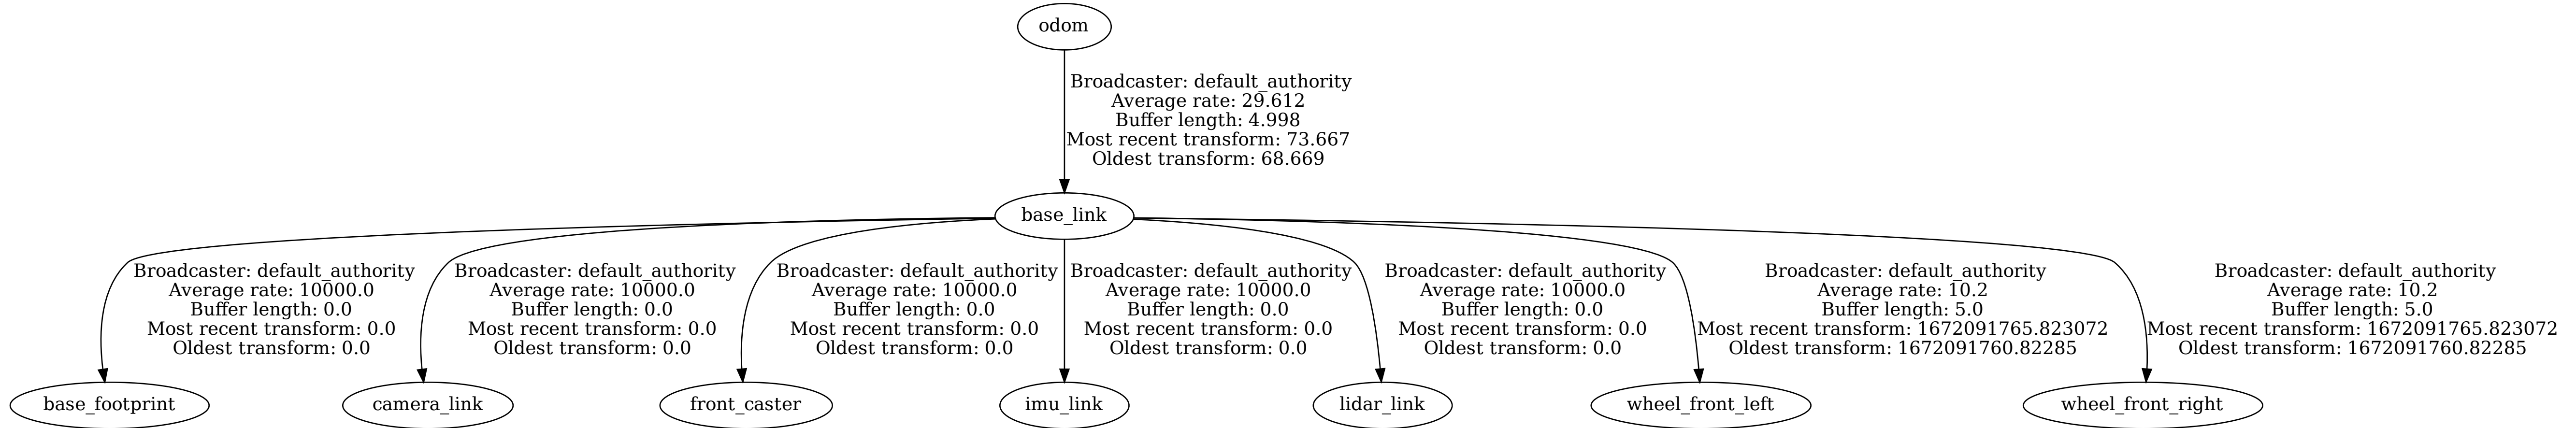 odom
Broadcaster: default_authority
Average rate: 29.612
Buffer length: 4.998
Most recent transform: 73.667
Oldest transform: 68.669
base_link
Broadcaster: default_authority
Average rate: 10000.0
Buffer length: 0.0
Most recent transform: 0.0
Oldest transform: 0.0
Broadcaster: default_authority
Average rate: 10000.0
Buffer length: 0.0
Most recent transform: 0.0
Oldest transform: 0.0
Broadcaster: default_authority
Average rate: 10000.0
Buffer length: 0.0
Most recent transform: 0.0
Oldest transform: 0.0
Broadcaster: default_authority
Average rate: 10000.0
Buffer length: 0.0
Most recent transform: 0.0
Oldest transform: 0.0
Broadcaster: default_authority
Average rate: 10000.0
Buffer length: 0.0
Most recent transform: 0.0
Oldest transform: 0.0
Broadcaster: default_authority
Average rate: 10.2
Buffer length: 5.0
Most recent transform: 1672091765.823072
Oldest transform: 1672091760.82285
Broadcaster: default_authority
Average rate: 10.2
Buffer length: 5.0
Most recent transform: 1672091765.823072
Oldest transform: 1672091760.82285
base_footprint
camera_link
front_caster
imu_link
lidar_link
wheel_front_left
wheel_front_right